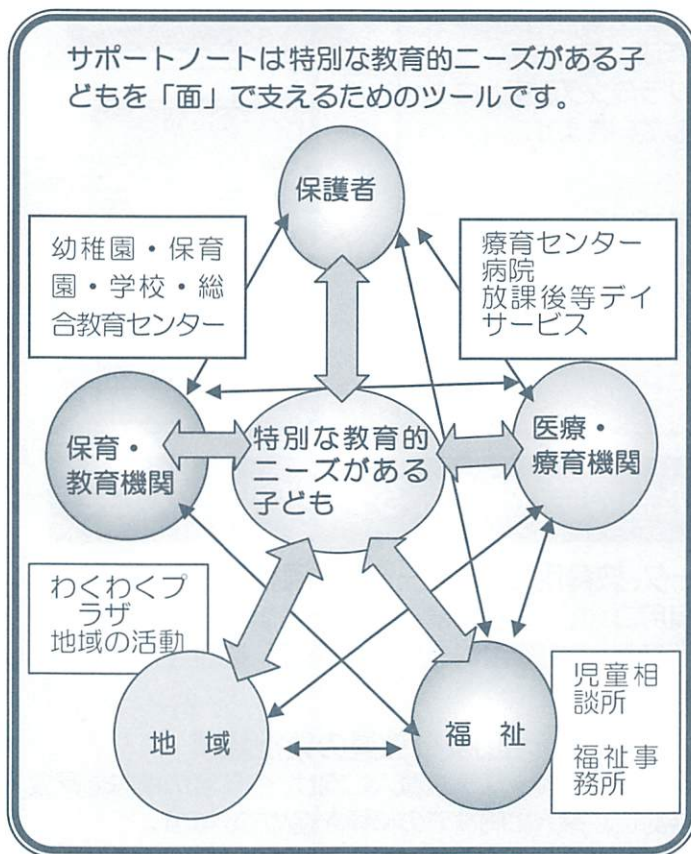 サポートノートは特別な教育的ニーズがある子
どもを「面」で支えるためのツールです。
保護者
幼稚園・保育
園・学校・総
合教育センター
療育センター
病院
放課後等デイ
サービス
保育・
教育機関
特別な教育的
ニーズがある
子ども
医療・
療育機関
わくわくプ
ラザ
地域の活動
地 域
福 祉
児童相
談所
福祉事
務所